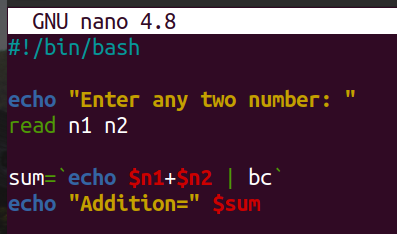 GNU nano 4.8
#!/bin/bash
echo "Enter any two number: "
read n1 n2
sum=`echo $n1+$n2 | bc`
echo "Addition=" $sum